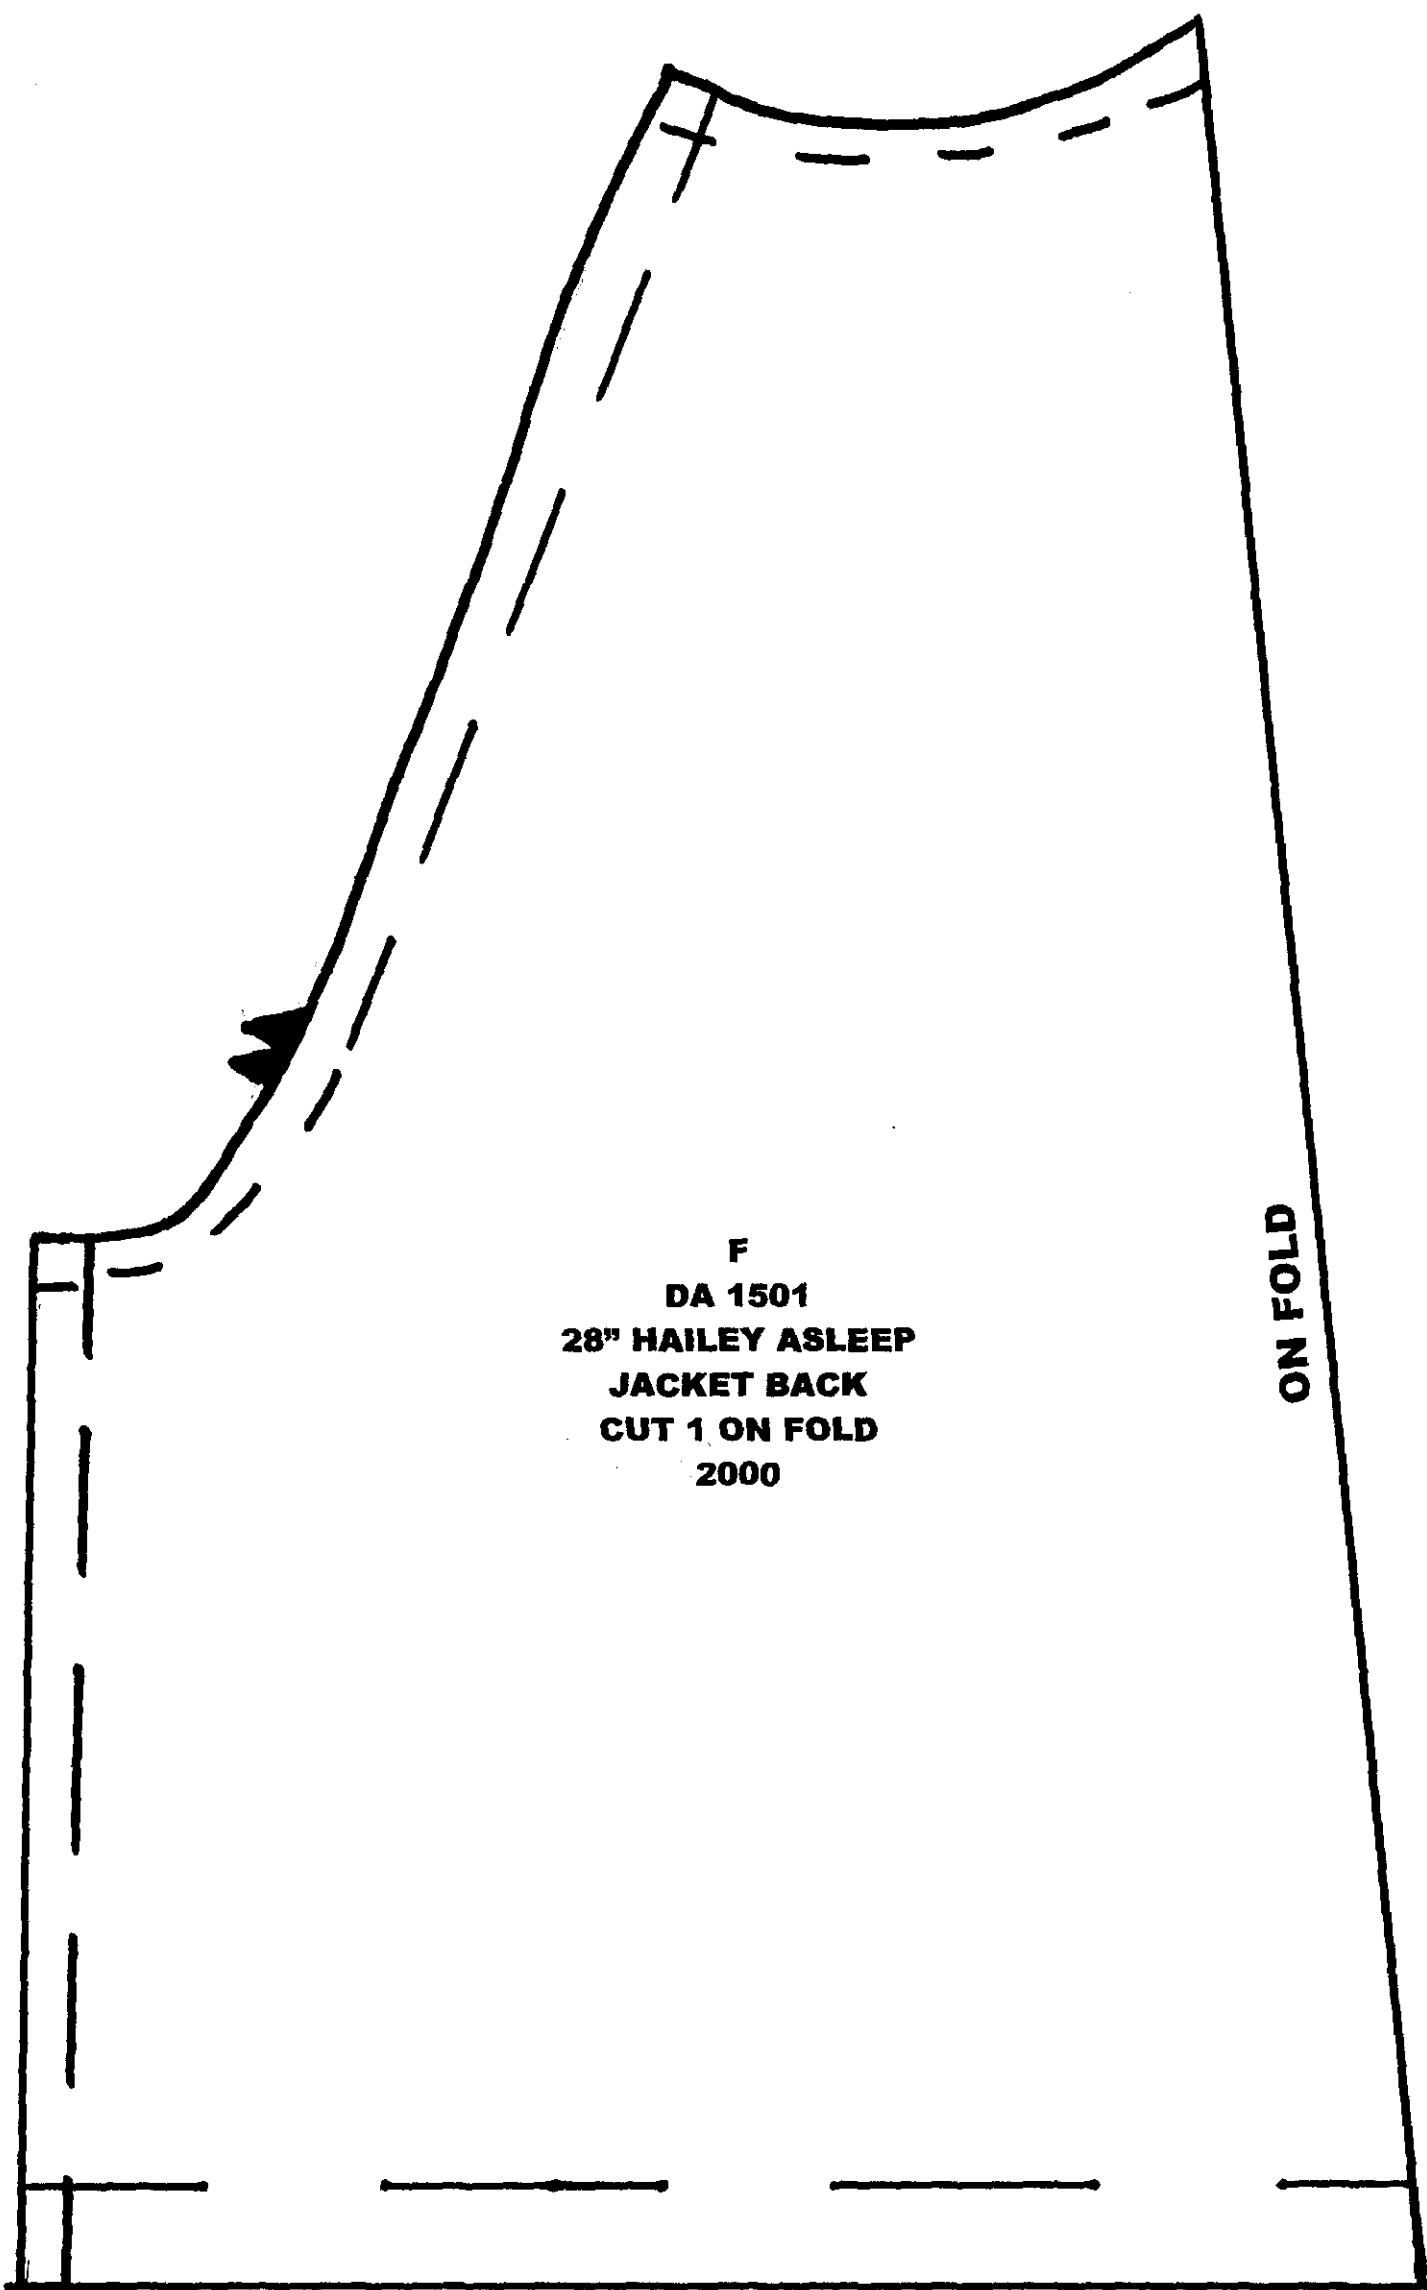 F
DA 1501
28” HAILEY ASLEEP
JACKET BACK
CUT 1 ON FOLD
2000
ON FOLD